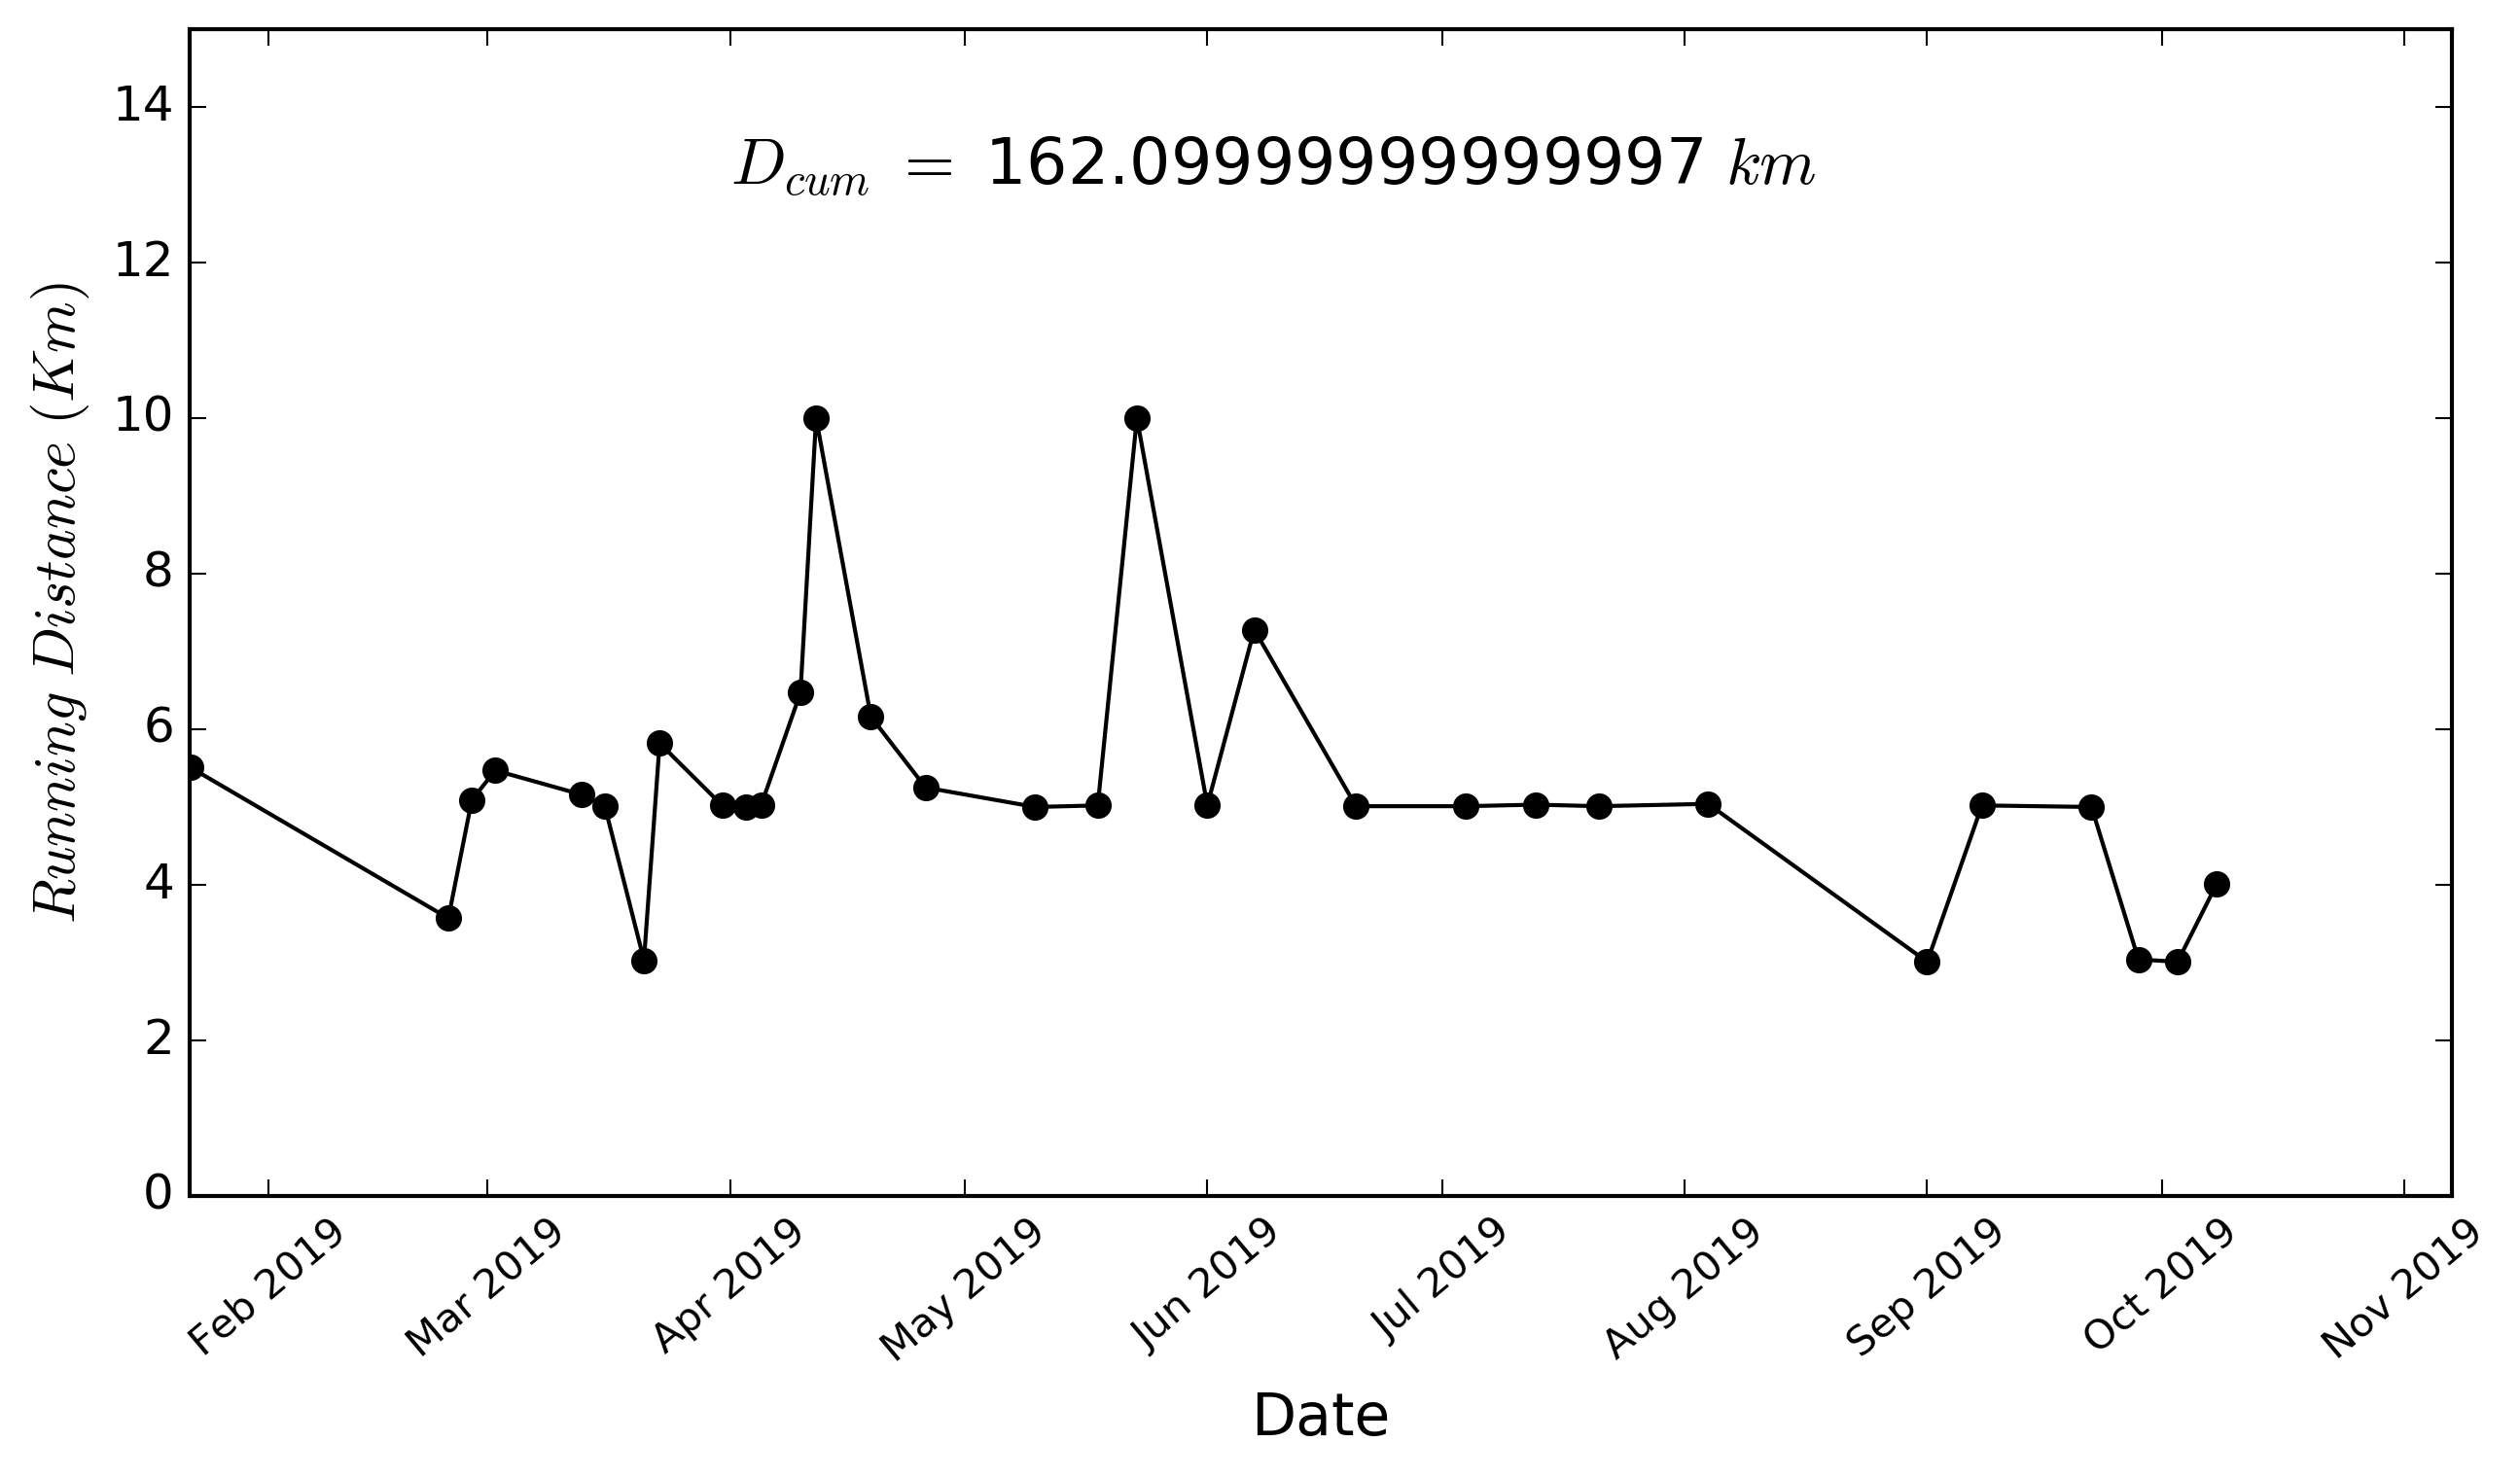 D_cum = 162.09999999999997 km
Running Distance (Km)
14
12
10
8
6
4
2
0
Feb 2019
Mar 2019
Apr 2019
May 2019
Jun 2019
Jul 2019
Aug 2019
Sep 2019
Oct 2019
Nov 2019
Date